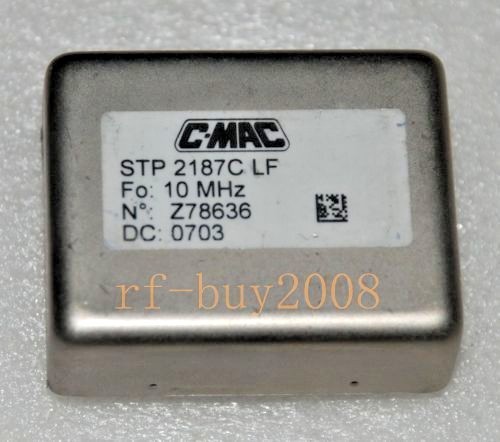 C-MAC
STP 2187C LF
Fo: 10 MHz
N°: Z78636
DC: 0703
rf-buy2008